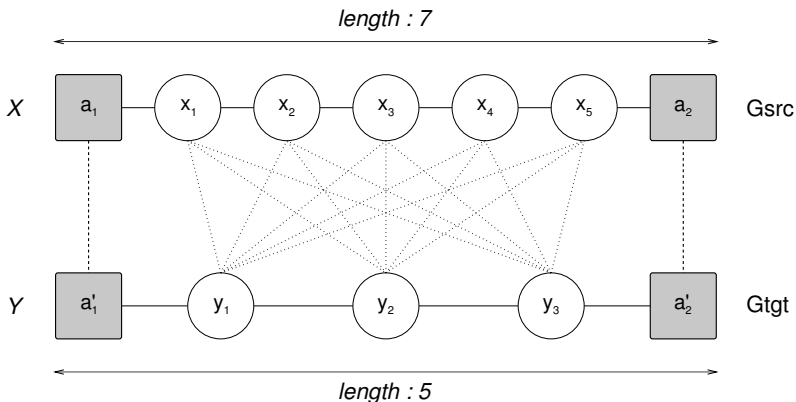 length : 7
X a₁ x₁ x₂ x₃ x₄ x₅ a₂ Gsrc
Y a'₁ y₁ y₂ y₃ a'₂ Gtgt
length : 5